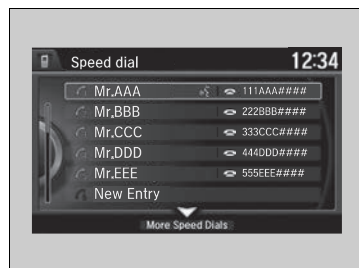 Speed dial 12:34
Mr.AAA 111AAA####
Mr.BBB 222BBB####
Mr.CCC 333CCC####
Mr.DDD 444DDD####
Mr.EEE 555EEE####
New Entry
More Speed Dials